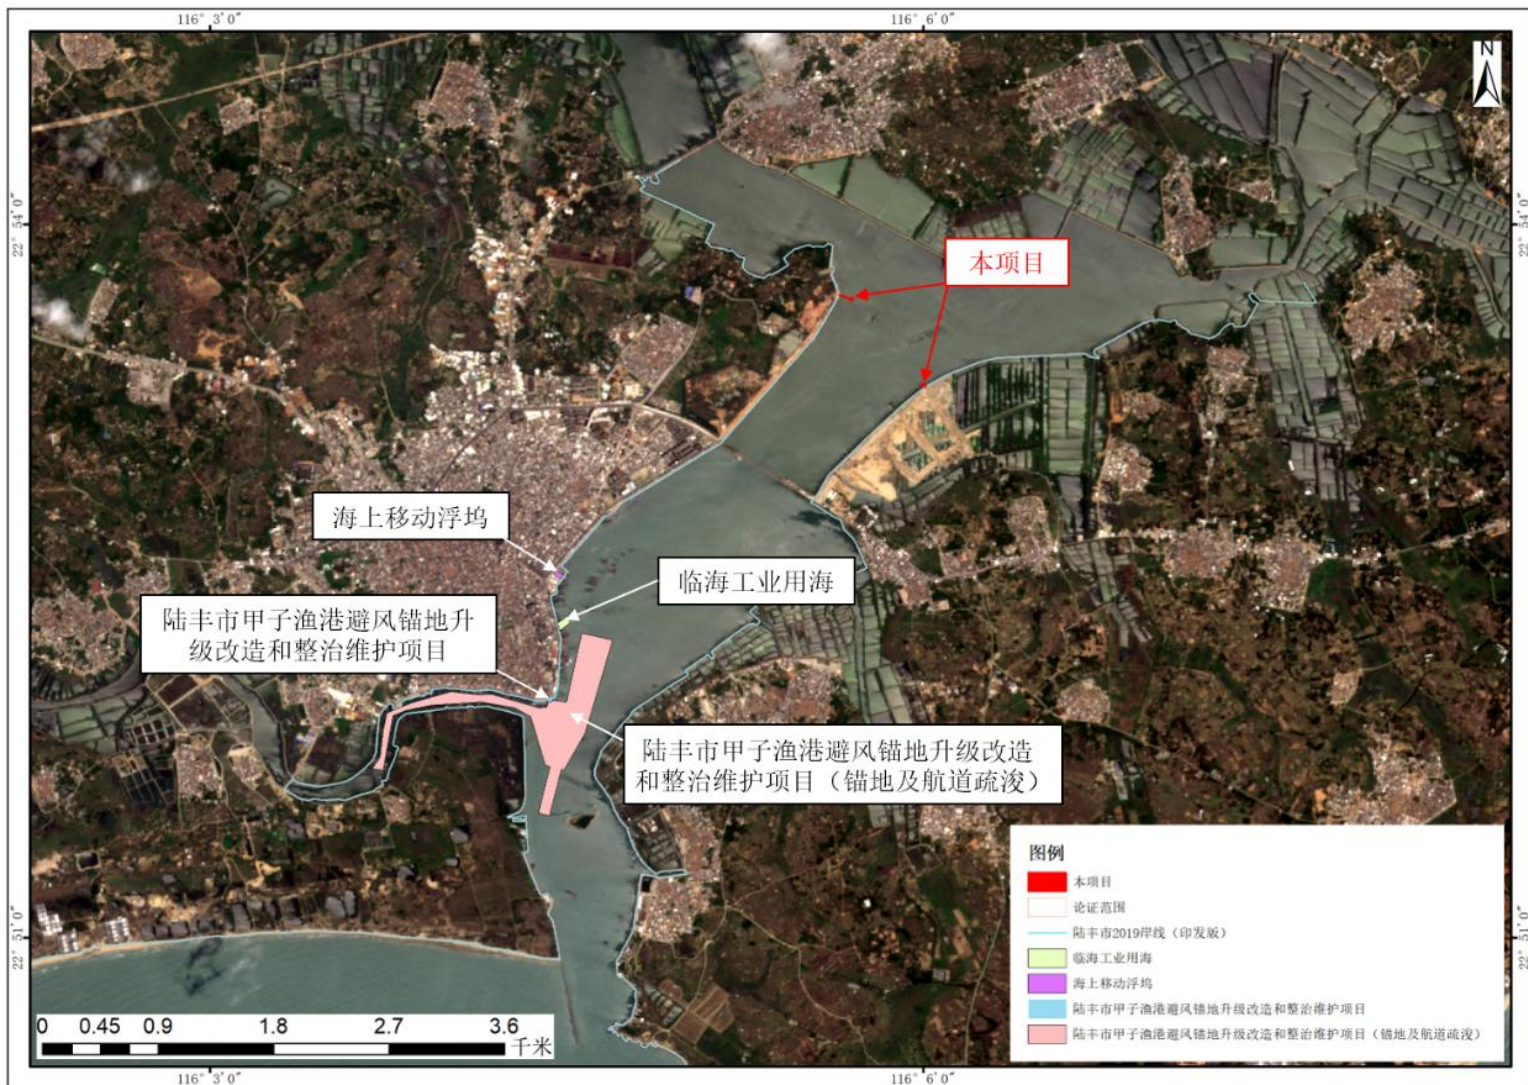 116° 3′0″
116° 6′0″
N
22° 54′0″
22° 54′0″
本项目
海上移动浮坞
临海工业用海
陆丰市甲子渔港避风锚地升
级改造和整治维护项目
陆丰市甲子渔港避风锚地升级改造
和整治维护项目（锚地及航道疏浚）
图例
本项目
论证范围
陆丰市2019岸线（印发版）
临海工业用海
海上移动浮坞
陆丰市甲子渔港避风锚地升级改造和整治维护项目
陆丰市甲子渔港避风锚地升级改造和整治维护项目（锚地及航道疏浚）
22° 51′0″
22° 51′0″
0 0.45 0.9 1.8 2.7 3.6
千米
116° 3′0″
116° 6′0″